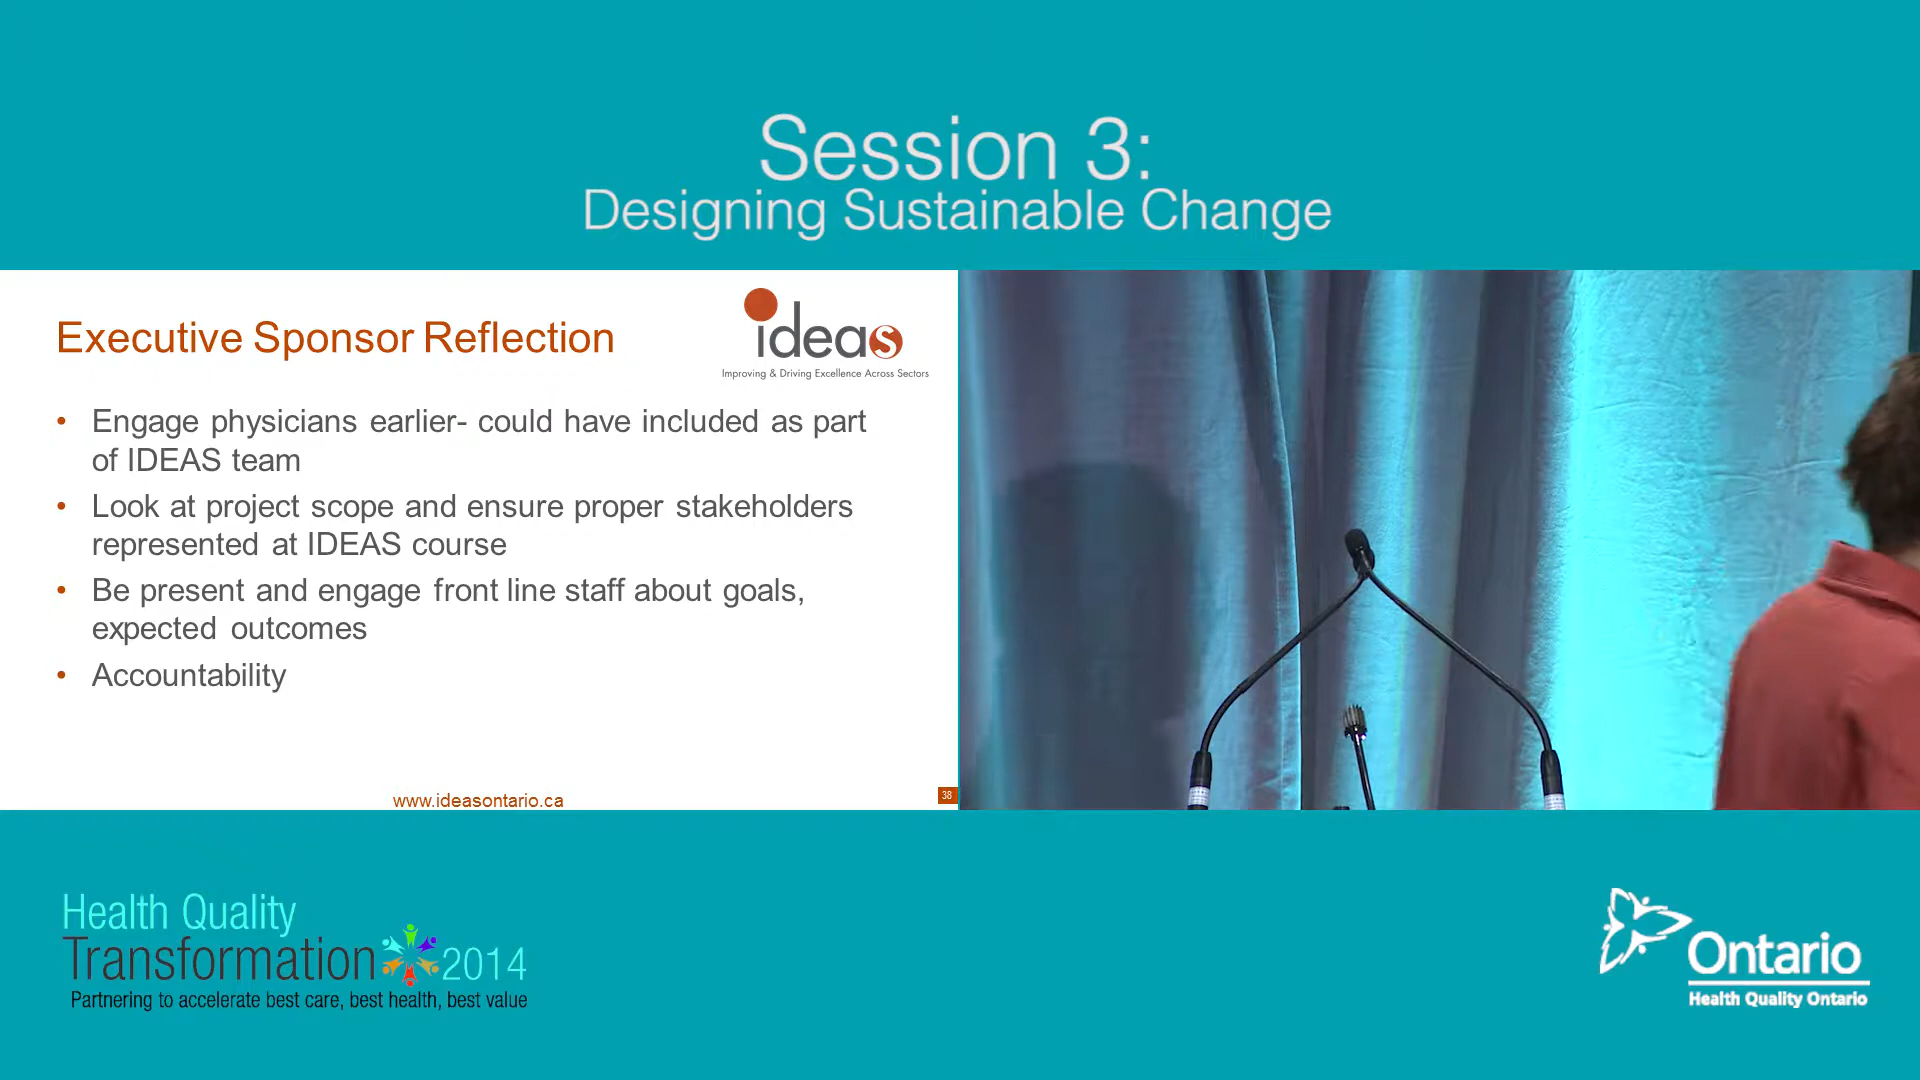 Session 3:
Designing Sustainable Change
Executive Sponsor Reflection
ideas
Improving & Driving Excellence Across Sectors
• Engage physicians earlier- could have included as part
of IDEAS team
• Look at project scope and ensure proper stakeholders
represented at IDEAS course
• Be present and engage front line staff about goals,
expected outcomes
• Accountability
www.ideasontario.ca
38
Health Quality
Transformation 2014
Partnering to accelerate best care, best health, best value
Ontario
Health Quality Ontario